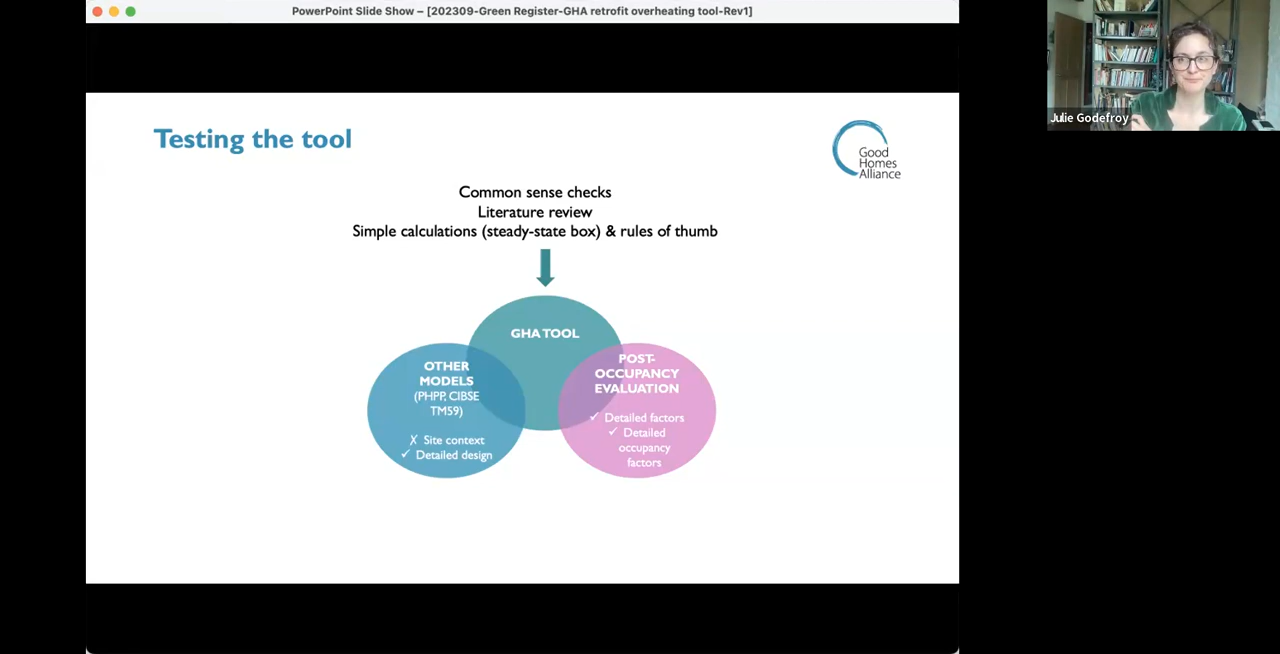 PowerPoint Slide Show – [202309-Green Register-GHA retrofit overheating tool-Rev1]
Julie Godefroy
Testing the tool
Good
Homes
Alliance
Common sense checks
Literature review
Simple calculations (steady-state box) & rules of thumb
GHA TOOL
OTHER
MODELS
(PHPP, CIBSE
TM59)
✗ Site context
✓ Detailed design
POST-
OCCUPANCY
EVALUATION
✓ Detailed factors
✓ Detailed
occupancy
factors